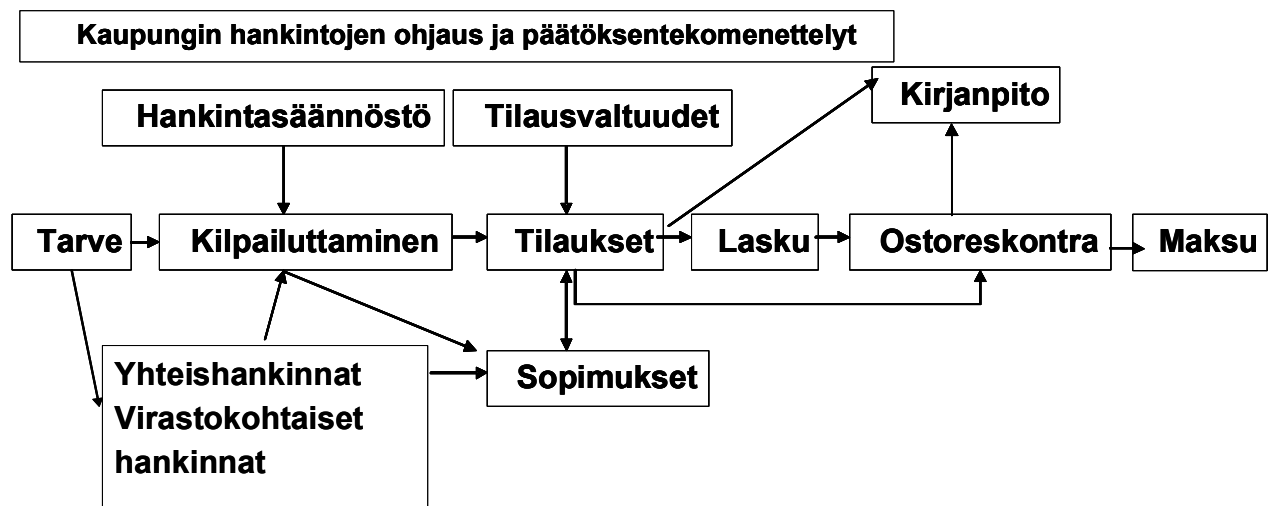 Kaupungin hankintojen ohjaus ja päätöksentekomenettelyt
Kirjanpito
Hankintasäännöstö
Tilausvaltuudet
Tarve
Kilpailuttaminen
Tilaukset
Lasku
Ostoreskontra
Maksu
Yhteishankinnat
Virastokohtaiset
hankinnat
Sopimukset